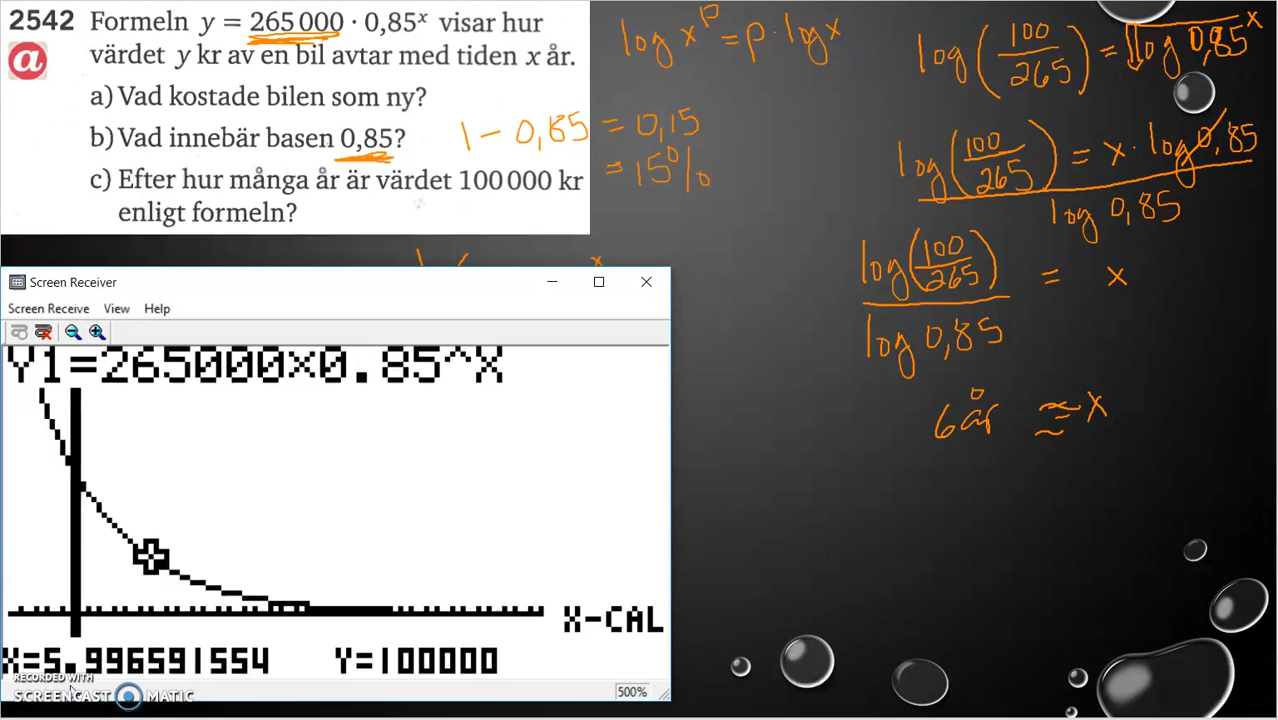 2542 Formeln y = 265 000 · 0,85ˣ visar hur
a värdet y kr av en bil avtar med tiden x år.
a) Vad kostade bilen som ny?
b) Vad innebär basen 0,85?
c) Efter hur många år är värdet 100 000 kr
enligt formeln?
1 - 0,85 = 0,15
= 15%
log xᵖ = p · log x
log(100/265) = log 0,85ˣ
log(100/265) = x · log 0,85
log 0,85
log(100/265) = x
log 0,85
6 år ≈ x
Screen Receiver
Screen Receive View Help
Y1=265000×0.85^X
X-CAL
X=5.996591554 Y=100000
RECORDED WITH
SCREENCAST MATIC
500%